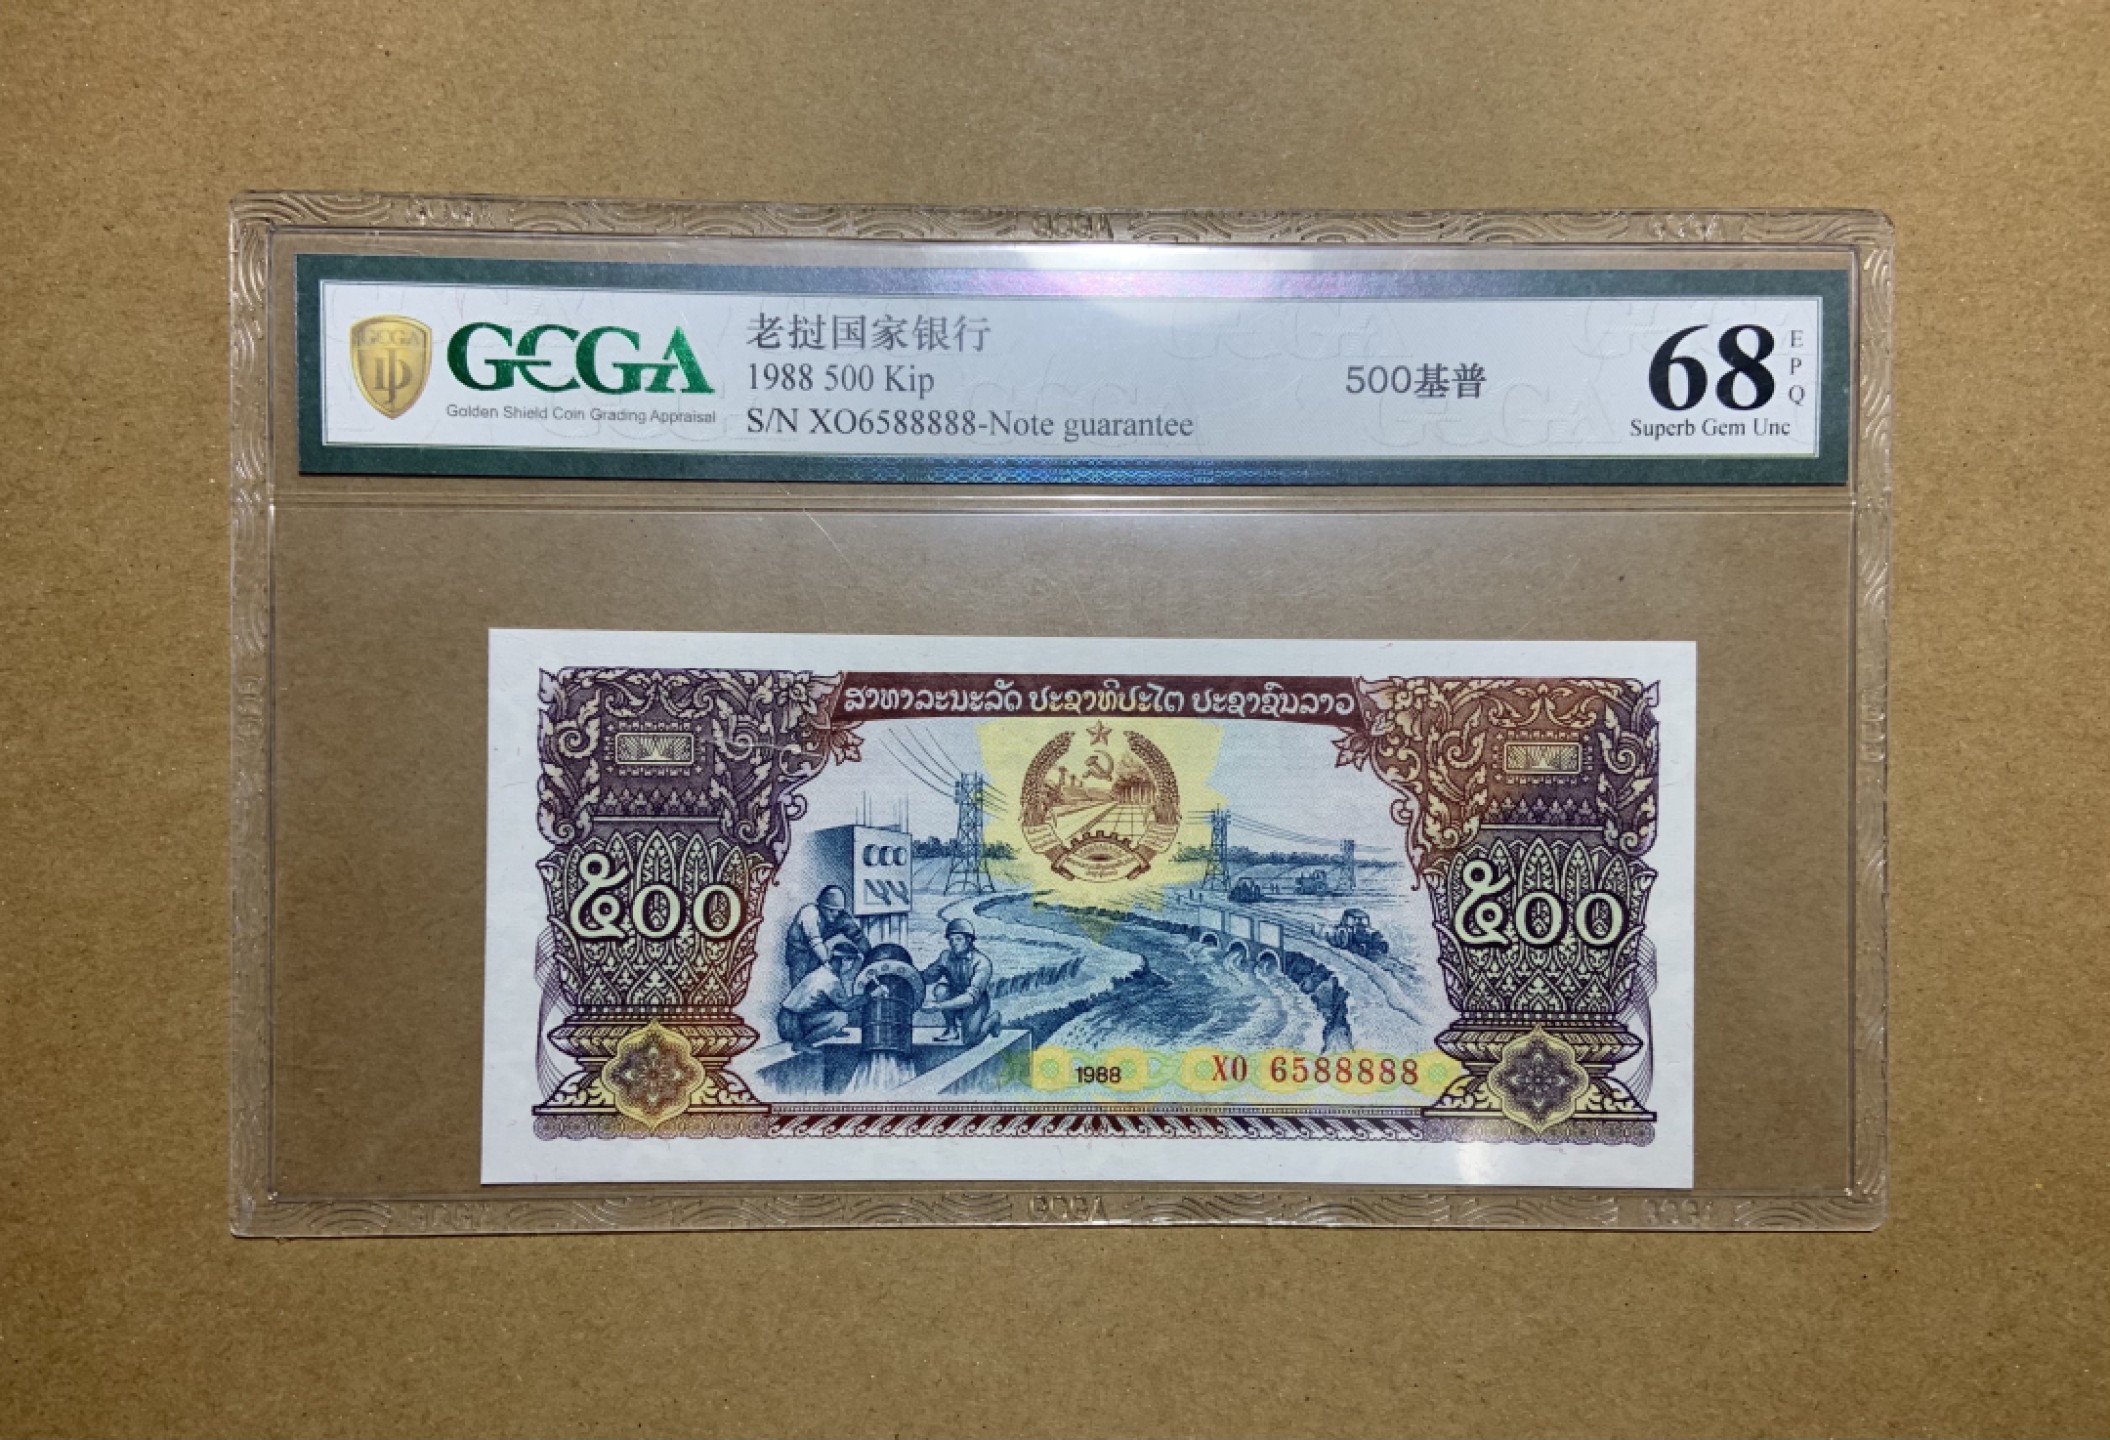 GCGA
Golden Shield Coin Grading Appraisal
老挝国家银行
1988 500 Kip
S/N XO6588888-Note guarantee
500基普
68
EPQ
Superb Gem Unc
ສາທາລະນະລັດ ປະຊາທິປະໄຕ ປະຊາຊົນລາວ
໕໐໐
໕໐໐
1988
XO 6588888
GCGA